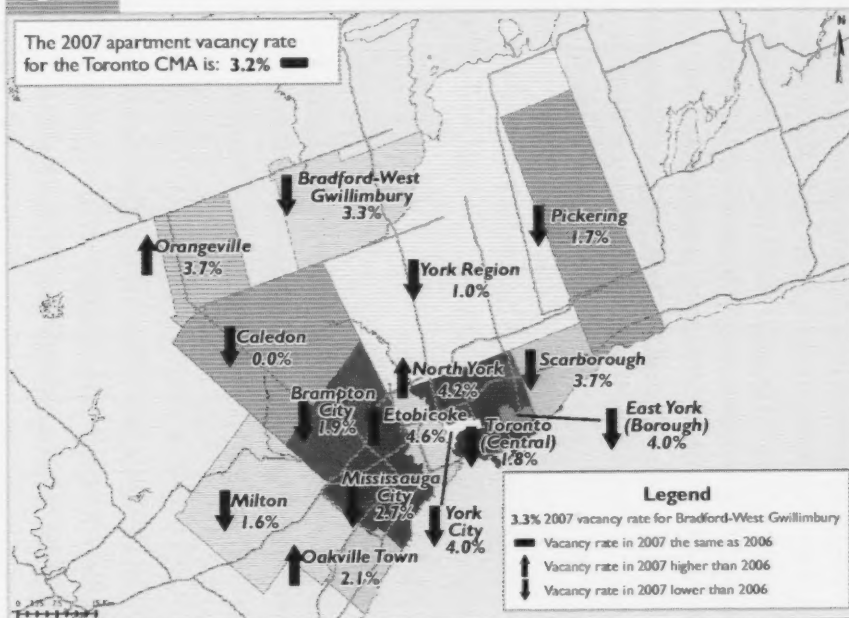 The 2007 apartment vacancy rate
for the Toronto CMA is: 3.2%
N
Bradford-West
Gwillimbury
3.3%
Pickering
1.7%
Orangeville
3.7%
York Region
1.0%
Caledon
0.0%
North York
4.2%
Scarborough
3.7%
Brampton
City
1.9%
Etobicoke
4.6%
Toronto
(Central)
1.8%
East York
(Borough)
4.0%
Mississauga
City
2.7%
Milton
1.6%
York
City
4.0%
Oakville Town
2.1%
Legend
3.3% 2007 vacancy rate for Bradford-West Gwillimbury
Vacancy rate in 2007 the same as 2006
Vacancy rate in 2007 higher than 2006
Vacancy rate in 2007 lower than 2006